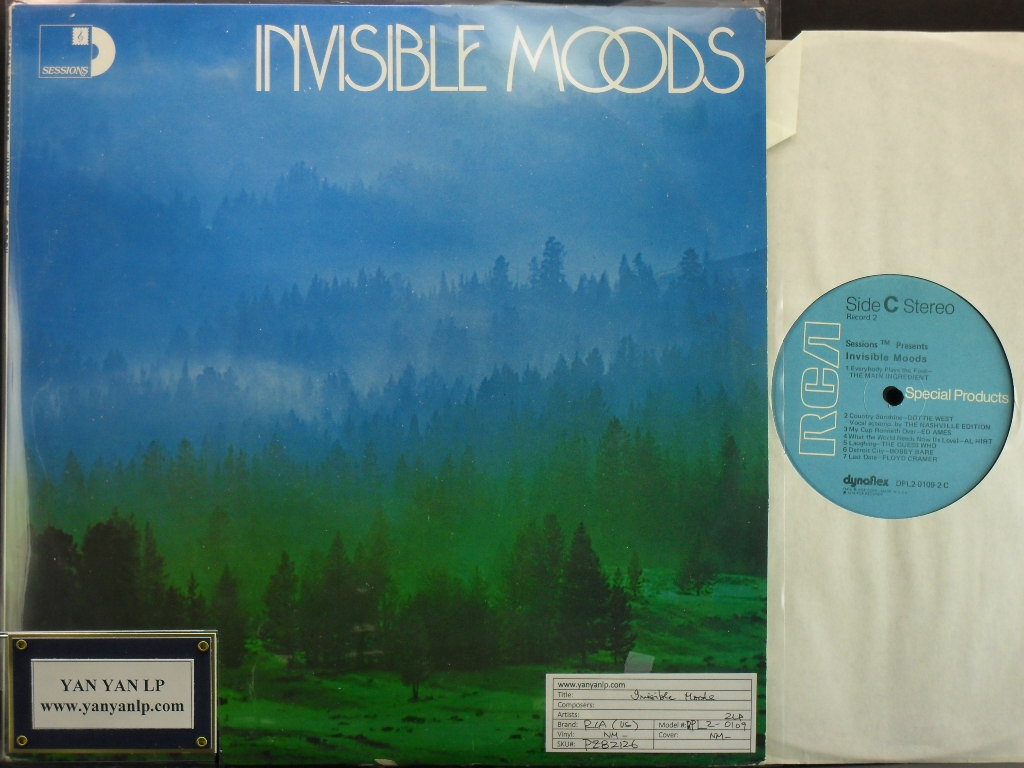 SESSIONS
INVISIBLE MOODS
Side C Stereo
Record 2
Sessions TM Presents
Invisible Moods
1 Everybody Plays the Fool—
THE MAIN INGREDIENT
RCA
Special Products
2 Country Sunshine—DOTTIE WEST
Vocal accomp. by THE NASHVILLE EDITION
3 My Cup Runneth Over—ED AMES
4 What the World Needs Now (Is Love)—AL HIRT
5 Laughing—THE GUESS WHO
6 Detroit City—BOBBY BARE
7 Last Date—FLOYD CRAMER
dynaflex DPL2-0109-2 C
YAN YAN LP
www.yanyanlp.com
www.yanyanlp.com
Title: Invisible Moods
Composers:
Artists: 2LP
Brand: RCA (US) Model #: DPL2-0109
Vinyl: NM- Cover: NM-
SKU#: PZ82126